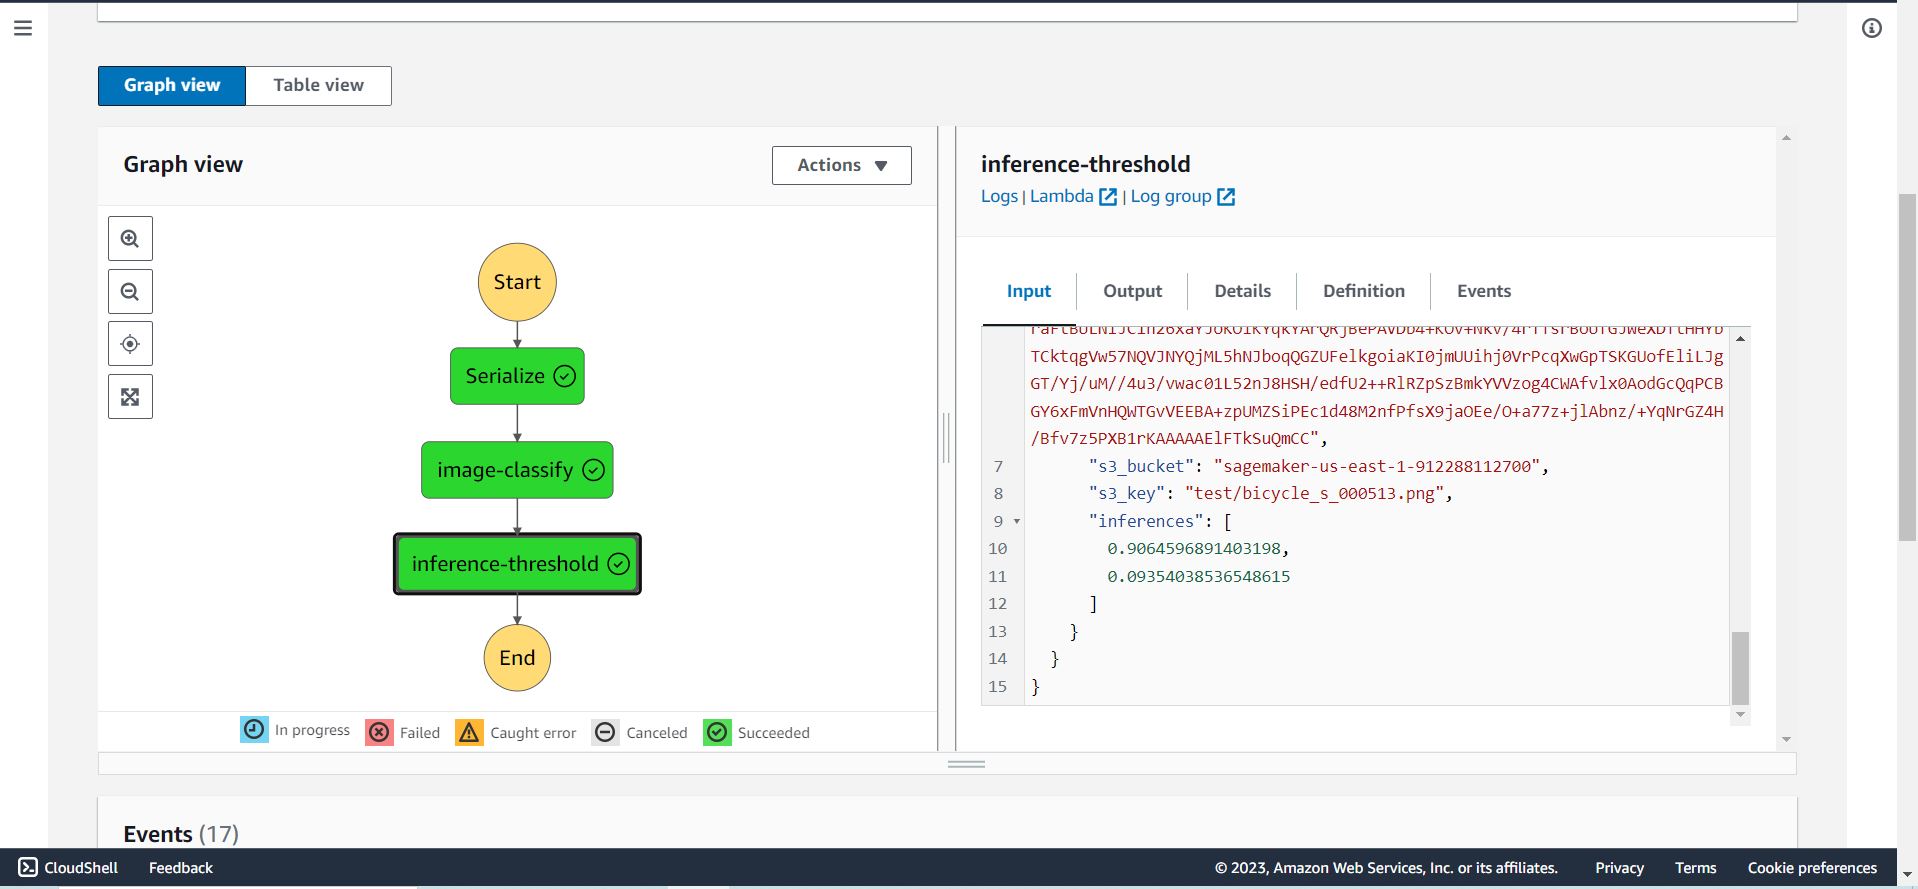 Graph view
Table view
Graph view
Actions
Start
Serialize
image-classify
inference-threshold
End
In progress
Failed
Caught error
Canceled
Succeeded
inference-threshold
Logs | Lambda | Log group
Input
Output
Details
Definition
Events
TCktqgVw57NQVJNYQjML5hNJboqQGZUFelkgoiaKI0jmUUihj0VrPcqXwGpTSKGUofEliLJg
GT/Yj/uM//4u3/vwac01L52nJ8HSH/edfU2++RlRZpSzBmkYVVzog4CWAfvlx0AodGcQqPCB
GY6xFmVnHQWTGvVEEBA+zpUMZSiPEc1d48M2nfPfsX9jaOEe/O+a77z+jlAbnz/+YqNrGZ4H
/Bfv7z5PXB1rKAAAAAElFTkSuQmCC",
7 "s3_bucket": "sagemaker-us-east-1-912288112700",
8 "s3_key": "test/bicycle_s_000513.png",
9 "inferences": [
10 0.9064596891403198,
11 0.09354038536548615
12 ]
13 }
14 }
15 }
Events (17)
CloudShell
Feedback
© 2023, Amazon Web Services, Inc. or its affiliates.
Privacy
Terms
Cookie preferences